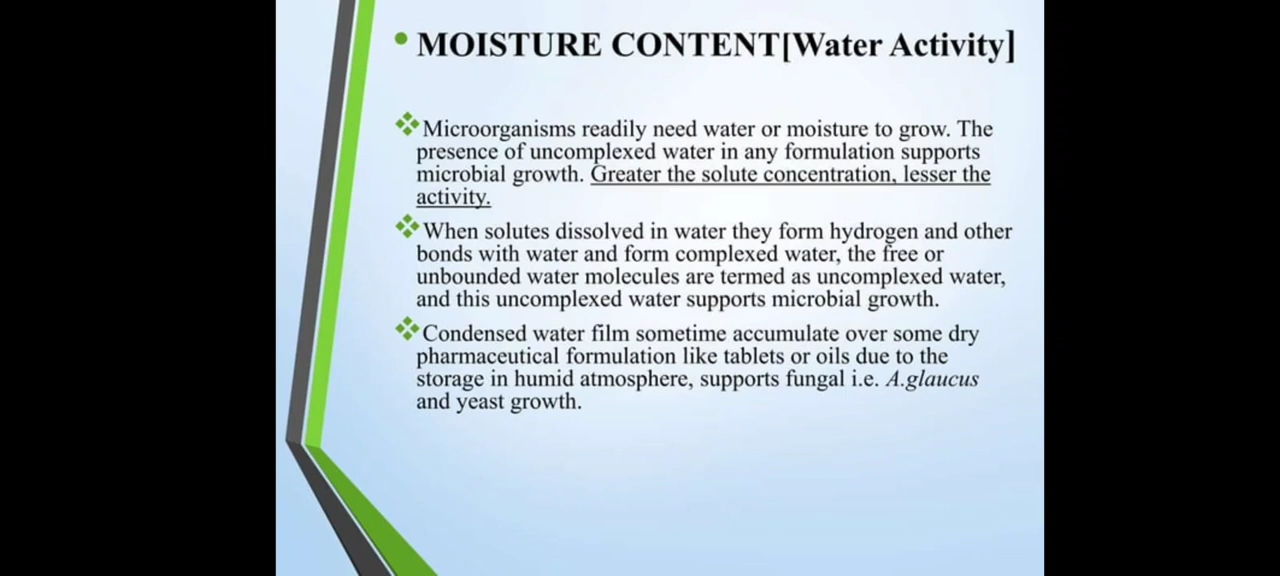 • MOISTURE CONTENT[Water Activity]
❖Microorganisms readily need water or moisture to grow. The
presence of uncomplexed water in any formulation supports
microbial growth. Greater the solute concentration, lesser the
activity.
❖When solutes dissolved in water they form hydrogen and other
bonds with water and form complexed water, the free or
unbounded water molecules are termed as uncomplexed water,
and this uncomplexed water supports microbial growth.
❖Condensed water film sometime accumulate over some dry
pharmaceutical formulation like tablets or oils due to the
storage in humid atmosphere, supports fungal i.e. A.glaucus
and yeast growth.